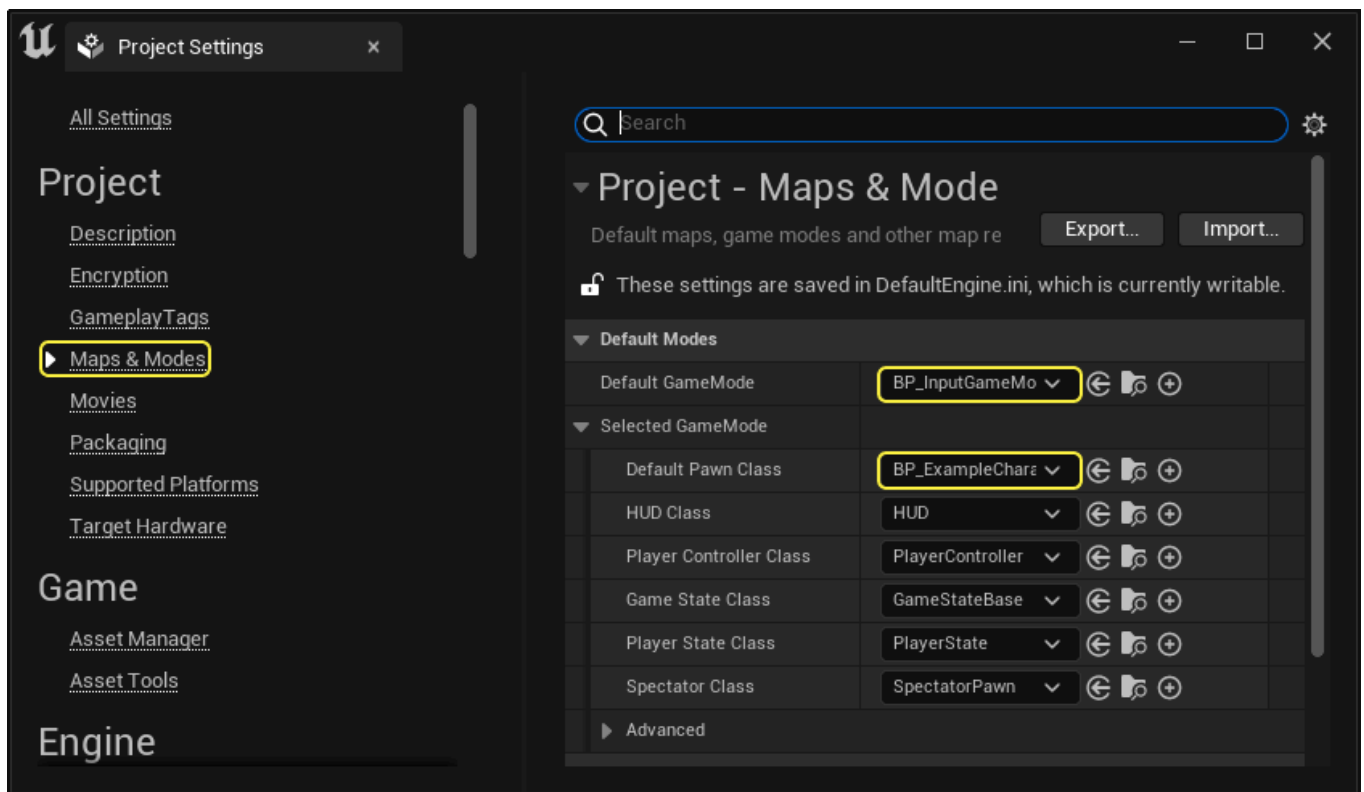 Project Settings
All Settings
Project
Description
Encryption
GameplayTags
Maps & Modes
Movies
Packaging
Supported Platforms
Target Hardware
Game
Asset Manager
Asset Tools
Engine
Search
Project - Maps & Mode
Default maps, game modes and other map re
Export... Import...
These settings are saved in DefaultEngine.ini, which is currently writable.
Default Modes
Default GameMode BP_InputGameMo
Selected GameMode
Default Pawn Class BP_ExampleChara
HUD Class HUD
Player Controller Class PlayerController
Game State Class GameStateBase
Player State Class PlayerState
Spectator Class SpectatorPawn
Advanced